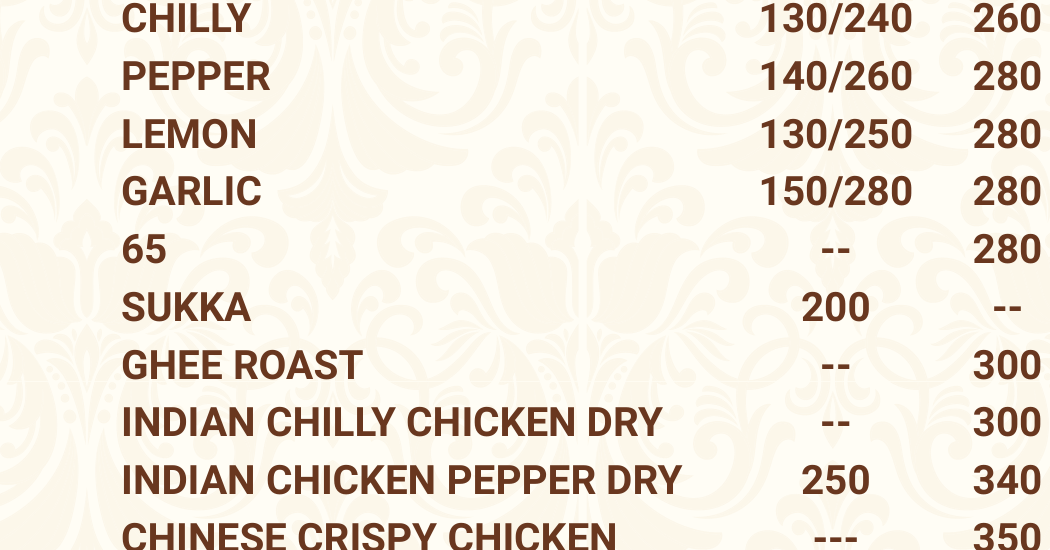 CHILLY 130/240 260
PEPPER 140/260 280
LEMON 130/250 280
GARLIC 150/280 280
65 -- 280
SUKKA 200 --
GHEE ROAST -- 300
INDIAN CHILLY CHICKEN DRY -- 300
INDIAN CHICKEN PEPPER DRY 250 340
CHINESE CRISPY CHICKEN --- 350